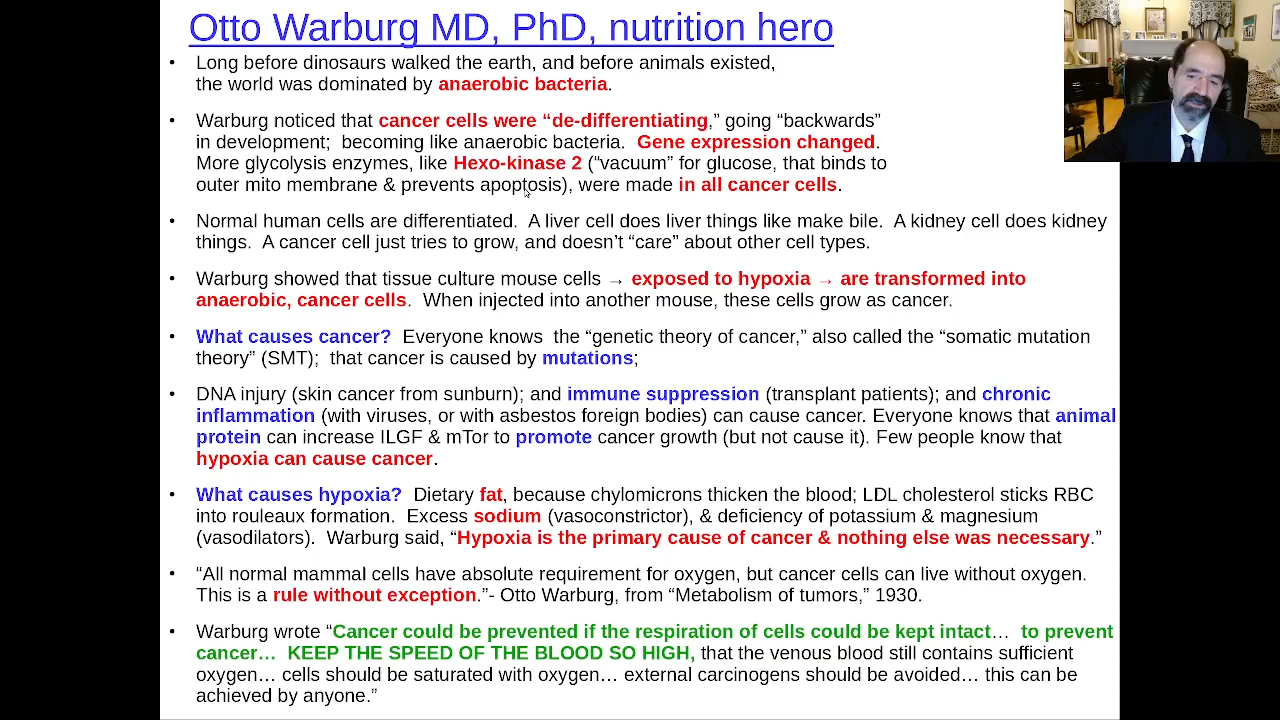 Otto Warburg MD, PhD, nutrition hero
• Long before dinosaurs walked the earth, and before animals existed,
the world was dominated by anaerobic bacteria.
• Warburg noticed that cancer cells were “de-differentiating,” going “backwards”
in development;  becoming like anaerobic bacteria.  Gene expression changed.
More glycolysis enzymes, like Hexo-kinase 2 (“vacuum” for glucose, that binds to
outer mito membrane & prevents apoptosis), were made in all cancer cells.
• Normal human cells are differentiated.  A liver cell does liver things like make bile.  A kidney cell does kidney
things.  A cancer cell just tries to grow, and doesn’t “care” about other cell types.
• Warburg showed that tissue culture mouse cells → exposed to hypoxia → are transformed into
anaerobic, cancer cells.  When injected into another mouse, these cells grow as cancer.
• What causes cancer?  Everyone knows  the “genetic theory of cancer,” also called the “somatic mutation
theory” (SMT);  that cancer is caused by mutations;
• DNA injury (skin cancer from sunburn); and immune suppression (transplant patients); and chronic
inflammation (with viruses, or with asbestos foreign bodies) can cause cancer. Everyone knows that animal
protein can increase ILGF & mTor to promote cancer growth (but not cause it). Few people know that
hypoxia can cause cancer.
• What causes hypoxia?  Dietary fat, because chylomicrons thicken the blood; LDL cholesterol sticks RBC
into rouleaux formation.  Excess sodium (vasoconstrictor), & deficiency of potassium & magnesium
(vasodilators).  Warburg said, “Hypoxia is the primary cause of cancer & nothing else was necessary.”
• “All normal mammal cells have absolute requirement for oxygen, but cancer cells can live without oxygen.
This is a rule without exception.”- Otto Warburg, from “Metabolism of tumors,” 1930.
• Warburg wrote “Cancer could be prevented if the respiration of cells could be kept intact…  to prevent
cancer…  KEEP THE SPEED OF THE BLOOD SO HIGH, that the venous blood still contains sufficient
oxygen… cells should be saturated with oxygen… external carcinogens should be avoided… this can be
achieved by anyone.”